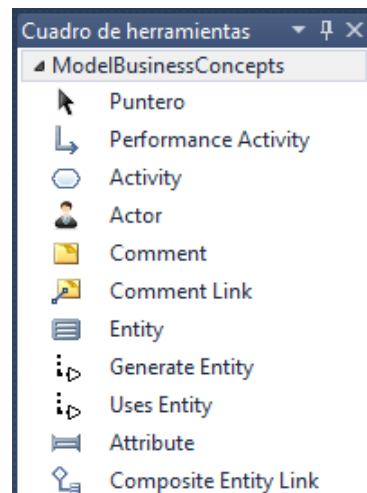 Cuadro de herramientas
ModelBusinessConcepts
Puntero
Performance Activity
Activity
Actor
Comment
Comment Link
Entity
Generate Entity
Uses Entity
Attribute
Composite Entity Link